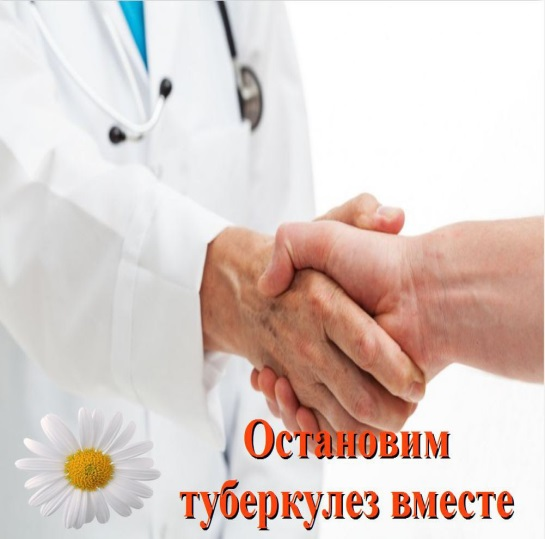 Остановим
туберкулез вместе